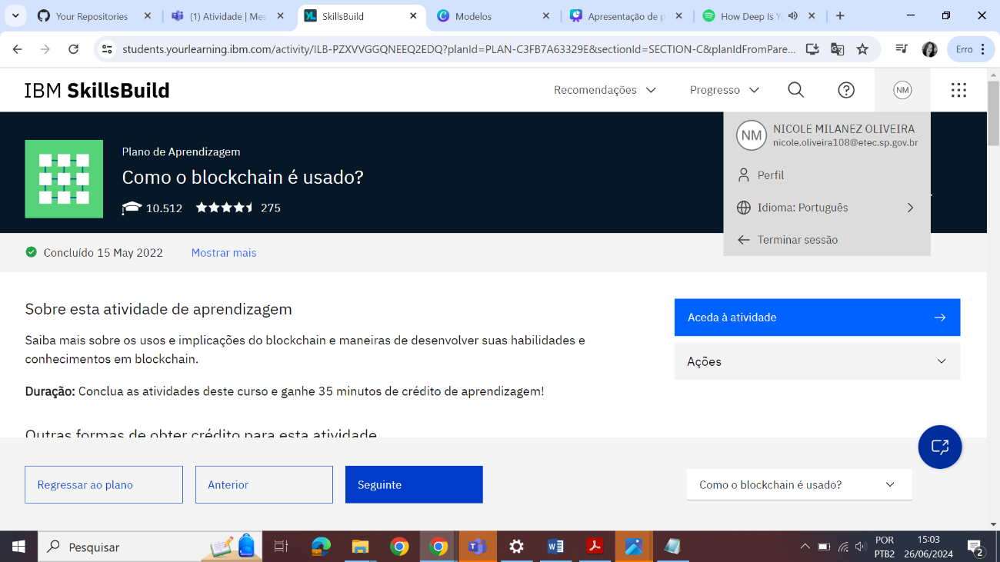 Your Repositories
(1) Atividade | Mes
SkillsBuild
Modelos
Apresentação de p
How Deep Is Y
students.yourlearning.ibm.com/activity/ILB-PZXVVGGQNEEQ2EDQ?planId=PLAN-C3FB7A63329E&sectionId=SECTION-C&planIdFromPare...
Erro
IBM SkillsBuild
Recomendações
Progresso
NM
NM
NICOLE MILANEZ OLIVEIRA
nicole.oliveira108@etec.sp.gov.br
Perfil
Idioma: Português
Terminar sessão
Plano de Aprendizagem
Como o blockchain é usado?
10.512
275
Concluído 15 May 2022
Mostrar mais
Sobre esta atividade de aprendizagem
Saiba mais sobre os usos e implicações do blockchain e maneiras de desenvolver suas habilidades e
conhecimentos em blockchain.
Duração: Conclua as atividades deste curso e ganhe 35 minutos de crédito de aprendizagem!
Outras formas de obter crédito para esta atividade
Aceda à atividade
Ações
Regressar ao plano
Anterior
Seguinte
Como o blockchain é usado?
Pesquisar
POR
PTB2
15:03
26/06/2024
2